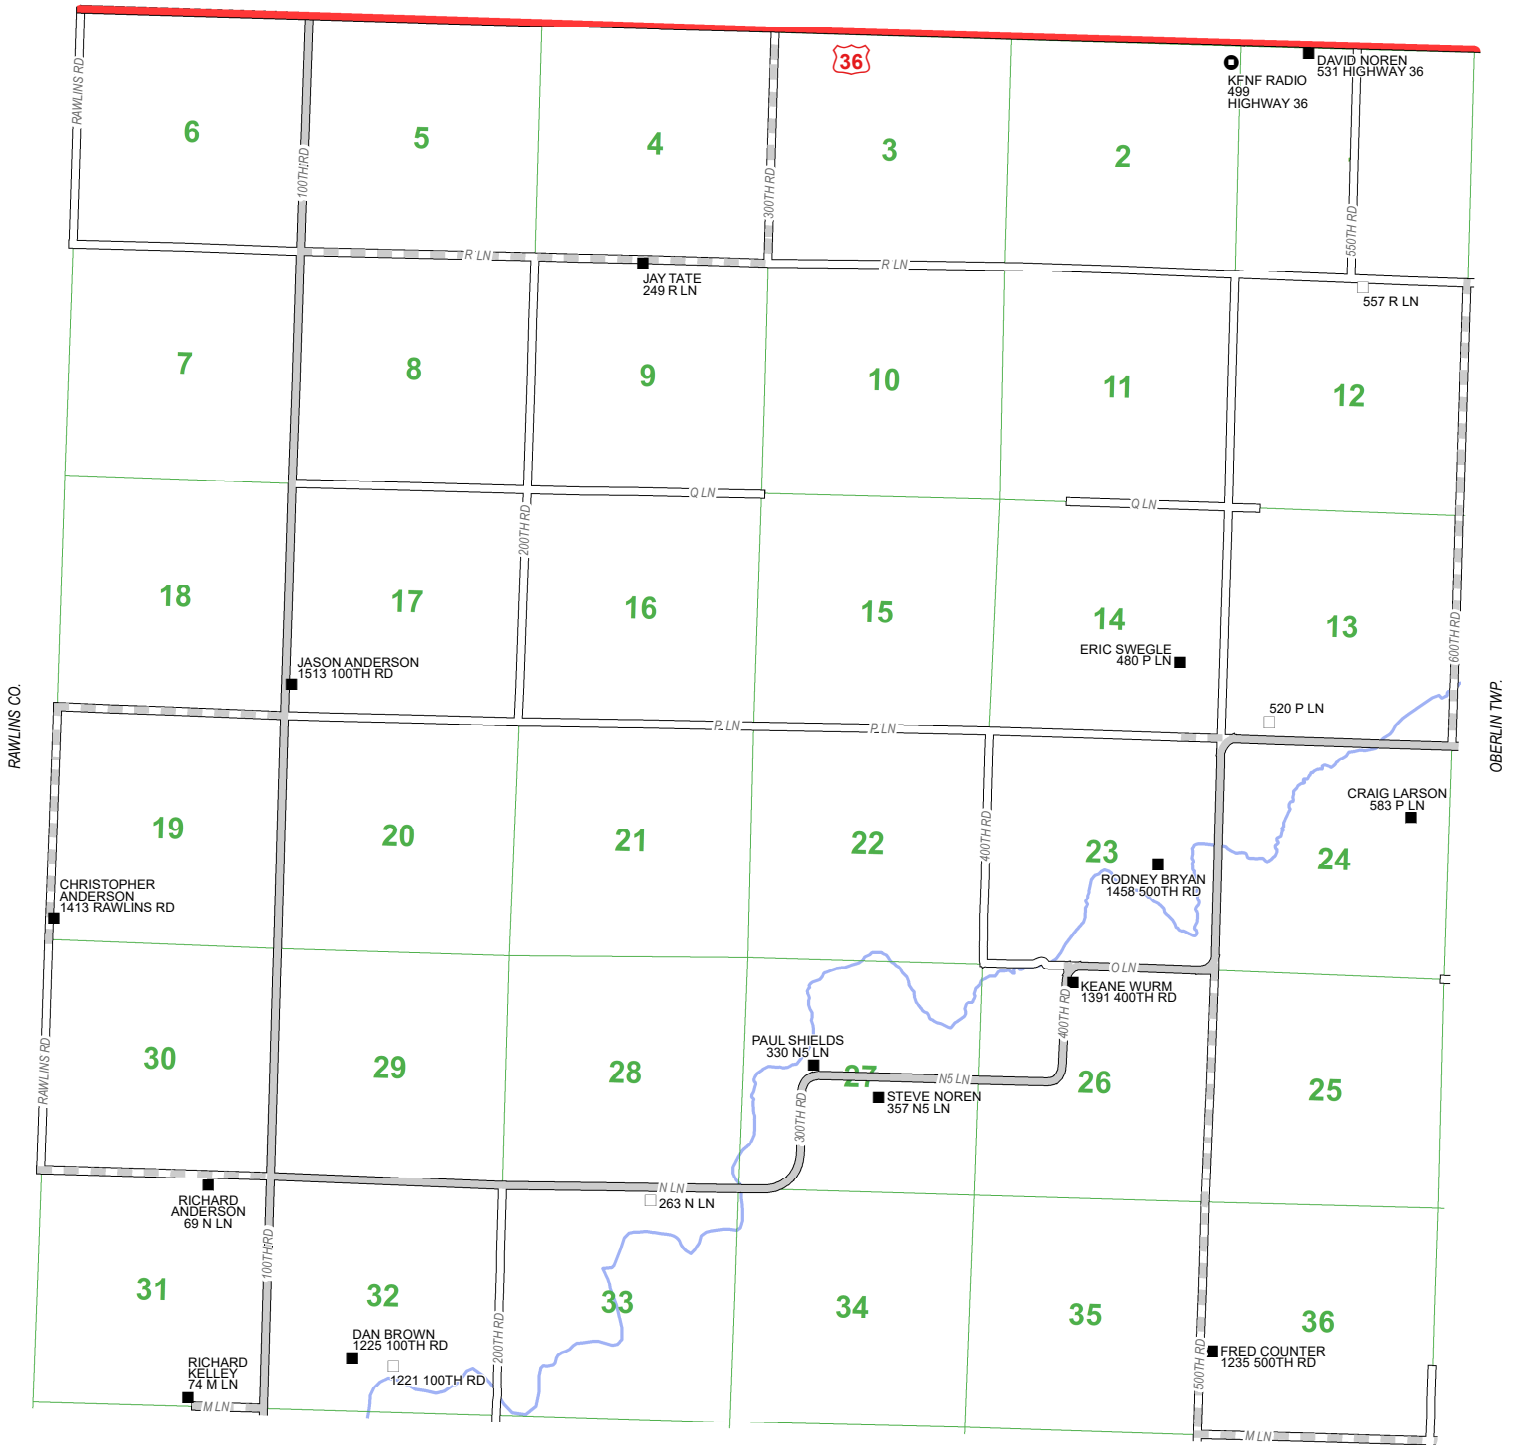 36
DAVID NOREN
531 HIGHWAY 36
KFNF RADIO
499
HIGHWAY 36
RAWLINS RD
100TH RD
300TH RD
550TH RD
6
5
4
3
2
R LN
R LN
JAY TATE
249 R LN
557 R LN
7
8
9
10
11
12
Q LN
Q LN
200TH RD
18
17
16
15
14
13
600TH RD
JASON ANDERSON
1513 100TH RD
ERIC SWEGLE
480 P LN
520 P LN
RAWLINS CO.
OBERLIN TWP.
P LN
P LN
CRAIG LARSON
583 P LN
19
20
21
22
23
24
400TH RD
CHRISTOPHER
ANDERSON
1413 RAWLINS RD
RODNEY BRYAN
1458 500TH RD
O LN
KEANE WURM
1391 400TH RD
400TH RD
PAUL SHIELDS
330 N5 LN
30
29
28
27
26
25
N5 LN
STEVE NOREN
357 N5 LN
RAWLINS RD
300TH RD
N LN
263 N LN
RICHARD
ANDERSON
69 N LN
100TH RD
31
32
33
34
35
36
DAN BROWN
1225 100TH RD
1221 100TH RD
200TH RD
500TH RD
FRED COUNTER
1235 500TH RD
RICHARD
KELLEY
74 M LN
M LN
M LN